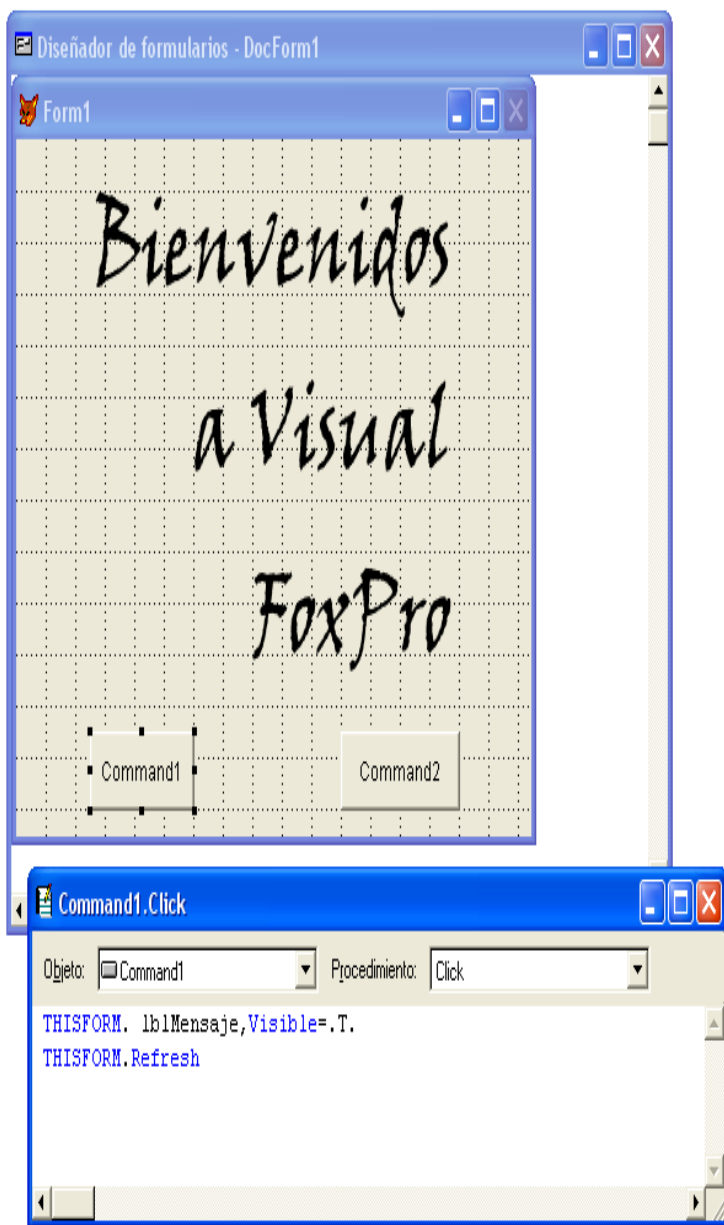 Diseñador de formularios - DocForm1
Form1
Bienvenidos
a Visual
FoxPro
Command1 Command2
Command1.Click
Objeto: Command1 Procedimiento: Click
THISFORM. lblMensaje,Visible=.T.
THISFORM.Refresh